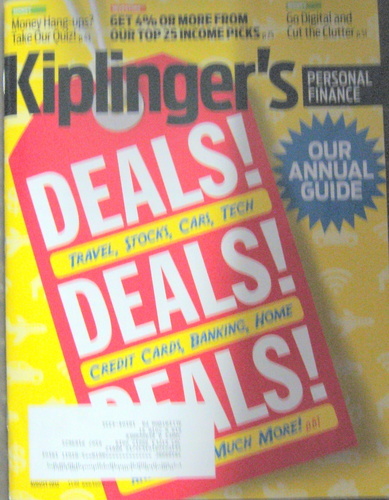 Money Hang-ups?
Take Our Quiz!
GET 4% OR MORE FROM
OUR TOP 25 INCOME PICKS
Go Digital and
Cut the Clutter
Kiplinger's
PERSONAL
FINANCE
OUR
ANNUAL
GUIDE
DEALS!
TRAVEL, STOCKS, CARS, TECH
DEALS!
CREDIT CARDS, BANKING, HOME
DEALS!
MUCH MORE!